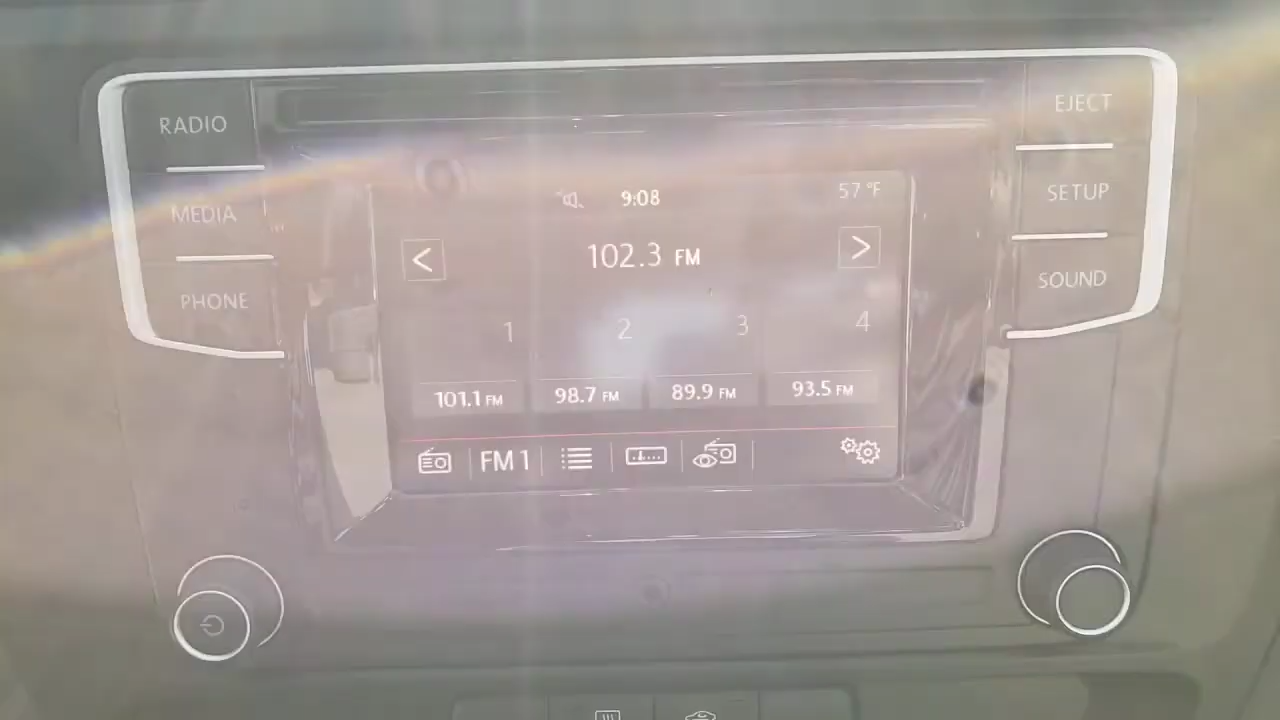 RADIO
MEDIA
PHONE
EJECT
SETUP
SOUND
9:08
57 °F
<
102.3 FM
>
1
2
3
4
101.1 FM
98.7 FM
89.9 FM
93.5 FM
FM 1